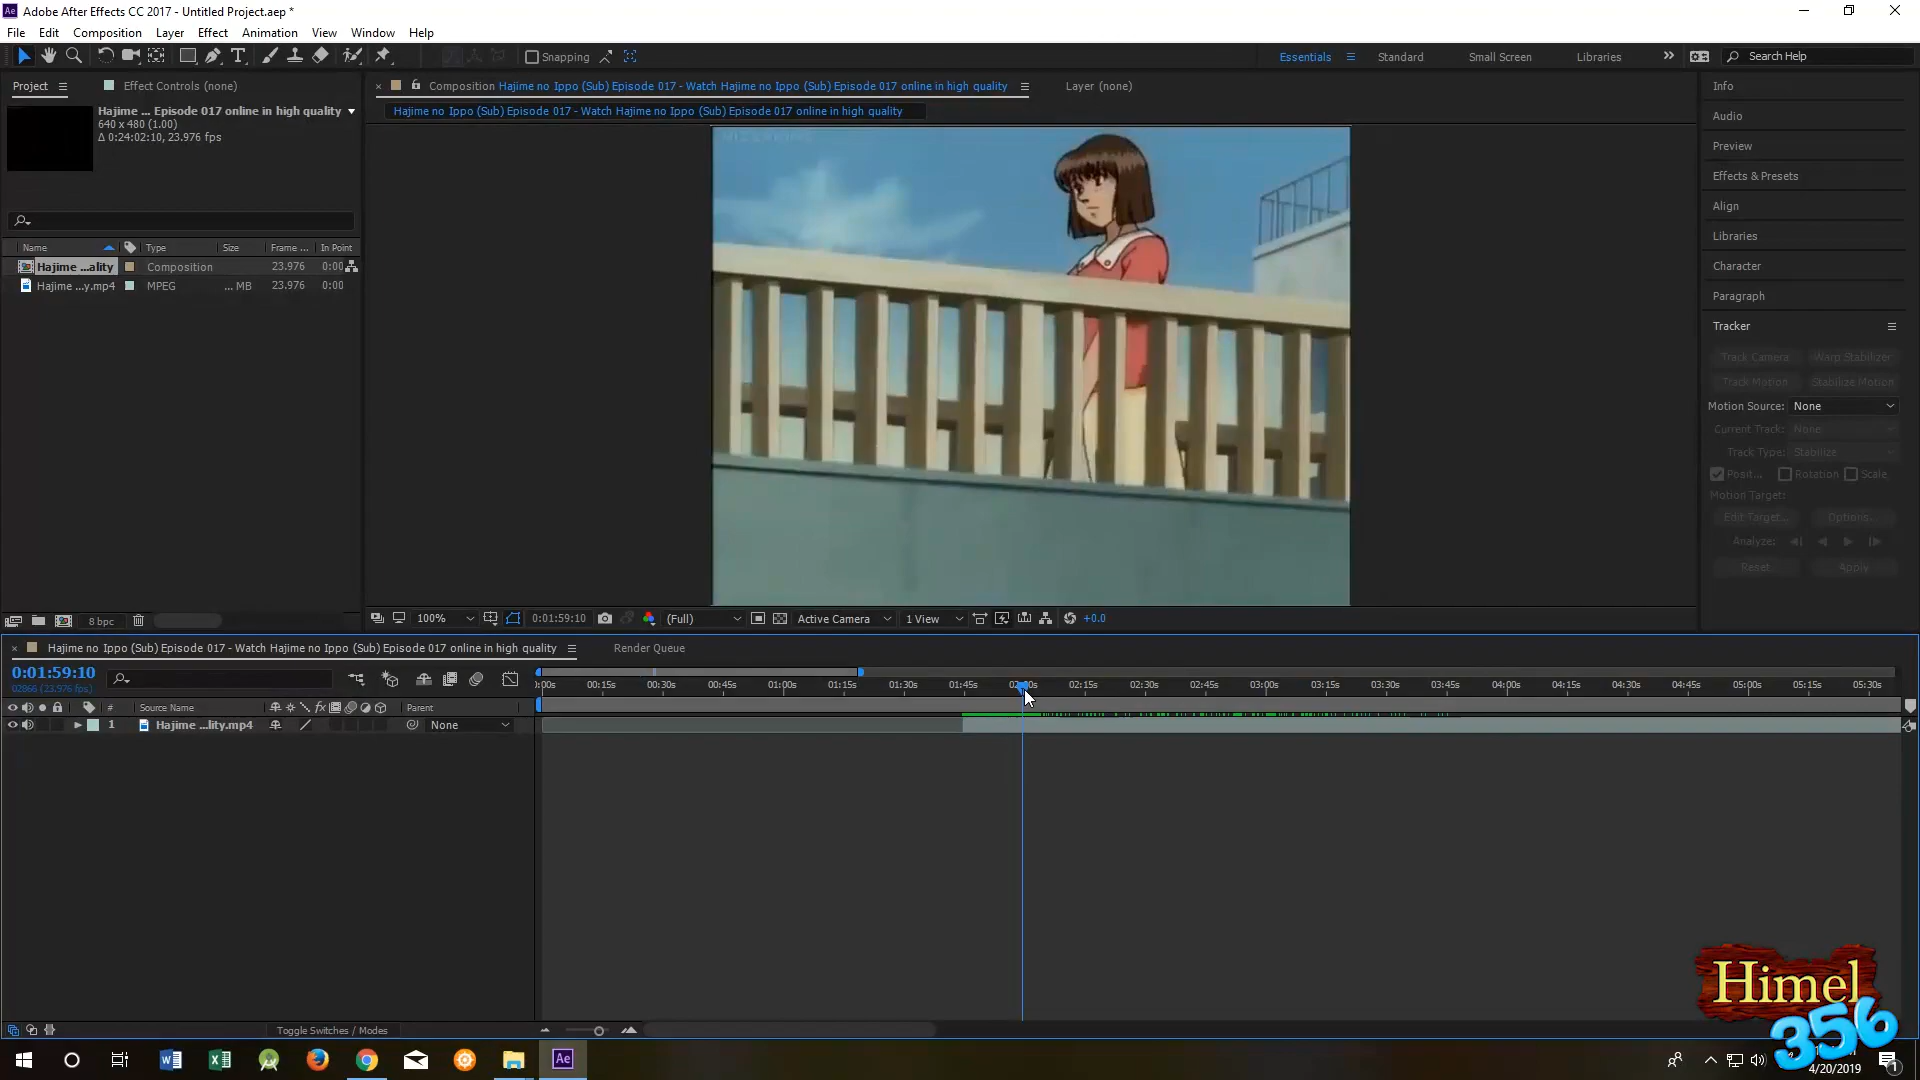 Adobe After Effects CC 2017 - Untitled Project.aep *
File Edit Composition Layer Effect Animation View Window Help
Snapping
Essentials Standard Small Screen Libraries Search Help
Project Effect Controls (none)
Composition Hajime no Ippo (Sub) Episode 017 - Watch Hajime no Ippo (Sub) Episode 017 online in high quality Layer (none)
Hajime no Ippo (Sub) Episode 017 - Watch Hajime no Ippo (Sub) Episode 017 online in high quality
Hajime ... Episode 017 online in high quality
640 x 480 (1.00)
Δ 0:24:02:10, 23.976 fps
Name Type Size Frame ... In Point
Hajime ...ality Composition 23.976 0:00
Hajime ...y.mp4 MPEG ... MB 23.976 0:00
Info
Audio
Preview
Effects & Presets
Align
Libraries
Character
Paragraph
Tracker
Track Camera Warp Stabilizer
Track Motion Stabilize Motion
Motion Source: None
Current Track: None
Track Type: Stabilize
Posit... Rotation Scale
Motion Target:
Edit Target... Options...
Analyze:
Reset Apply
8 bpc
100% 0:01:59:10 (Full) Active Camera 1 View +0.0
Hajime no Ippo (Sub) Episode 017 - Watch Hajime no Ippo (Sub) Episode 017 online in high quality Render Queue
0:01:59:10
02866 (23.976 fps)
):00s 00:15s 00:30s 00:45s 01:00s 01:15s 01:30s 01:45s 02:00s 02:15s 02:30s 02:45s 03:00s 03:15s 03:30s 03:45s 04:00s 04:15s 04:30s 04:45s 05:00s 05:15s 05:30s
# Source Name fx Parent
1 Hajime ...lity.mp4 None
Toggle Switches / Modes
Himel
356
Ae
4/20/2019
1